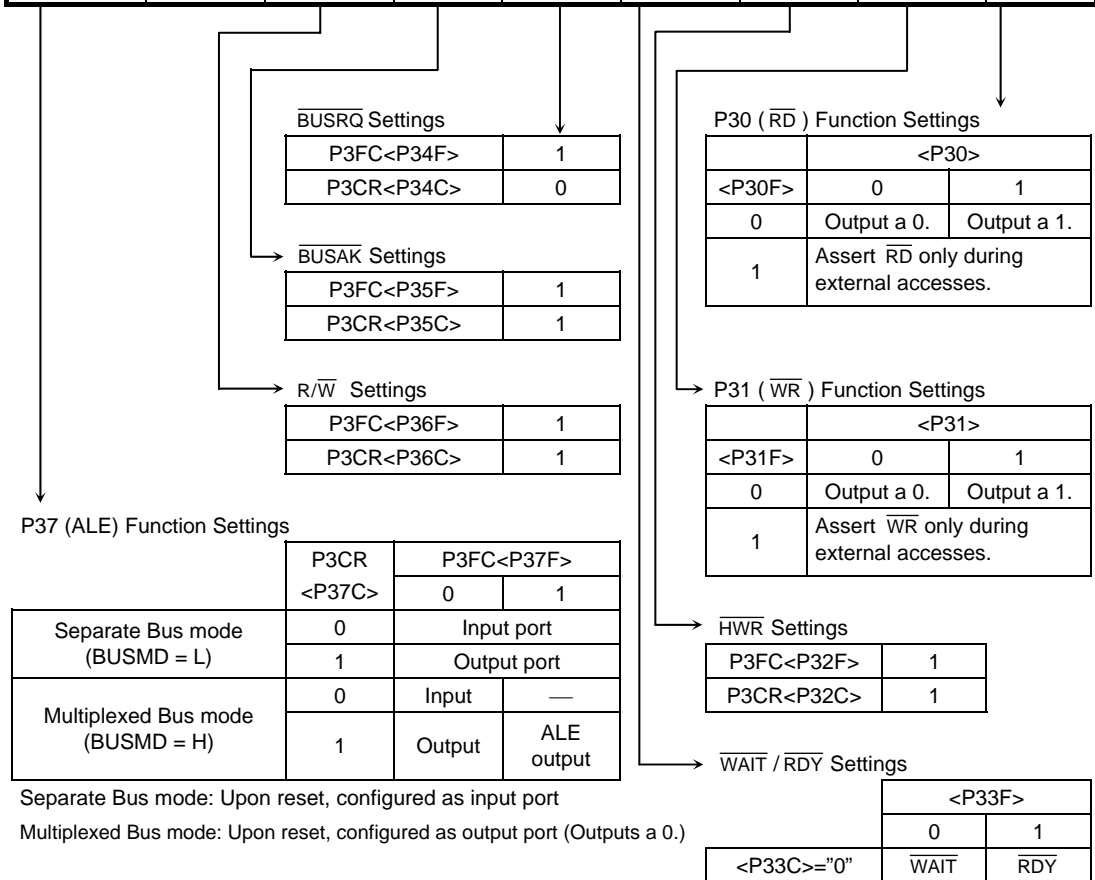 BUSRQ Settings
P3FC<P34F> 1
P3CR<P34C> 0
BUSAK Settings
P3FC<P35F> 1
P3CR<P35C> 1
R/W Settings
P3FC<P36F> 1
P3CR<P36C> 1
P37 (ALE) Function Settings
P3CR <P37C> P3FC<P37F>
0 1
Separate Bus mode (BUSMD = L) 0 Input port
1 Output port
Multiplexed Bus mode (BUSMD = H) 0 Input —
1 Output ALE output
Separate Bus mode: Upon reset, configured as input port
Multiplexed Bus mode: Upon reset, configured as output port (Outputs a 0.)
P30 ( RD ) Function Settings
<P30>
<P30F> 0 1
0 Output a 0. Output a 1.
1 Assert RD only during
external accesses.
P31 ( WR ) Function Settings
<P31>
<P31F> 0 1
0 Output a 0. Output a 1.
1 Assert WR only during
external accesses.
HWR Settings
P3FC<P32F> 1
P3CR<P32C> 1
WAIT / RDY Settings
<P33F>
0 1
<P33C>="0" WAIT RDY